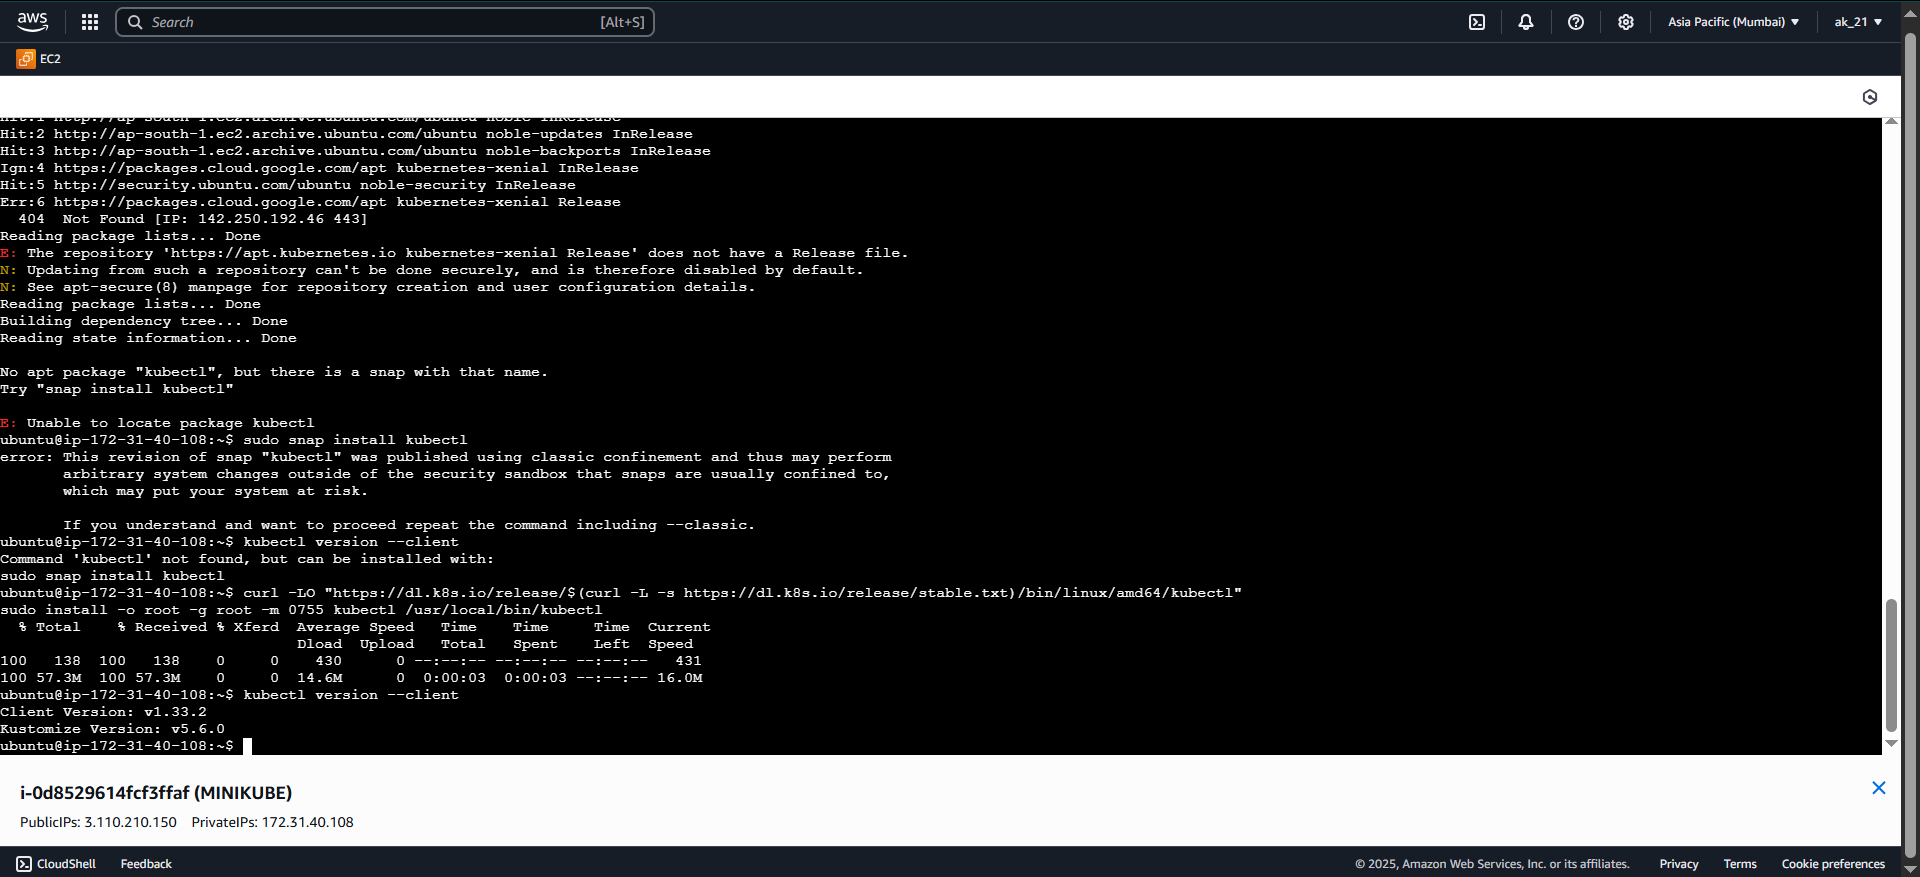 aws
Search [Alt+S]
Asia Pacific (Mumbai) ▼ ak_21 ▼
EC2
Hit:1 http://ap-south-1.ec2.archive.ubuntu.com/ubuntu noble InRelease
Hit:2 http://ap-south-1.ec2.archive.ubuntu.com/ubuntu noble-updates InRelease
Hit:3 http://ap-south-1.ec2.archive.ubuntu.com/ubuntu noble-backports InRelease
Ign:4 https://packages.cloud.google.com/apt kubernetes-xenial InRelease
Hit:5 http://security.ubuntu.com/ubuntu noble-security InRelease
Err:6 https://packages.cloud.google.com/apt kubernetes-xenial Release
  404  Not Found [IP: 142.250.192.46 443]
Reading package lists... Done
E: The repository 'https://apt.kubernetes.io kubernetes-xenial Release' does not have a Release file.
N: Updating from such a repository can't be done securely, and is therefore disabled by default.
N: See apt-secure(8) manpage for repository creation and user configuration details.
Reading package lists... Done
Building dependency tree... Done
Reading state information... Done
No apt package "kubectl", but there is a snap with that name.
Try "snap install kubectl"
E: Unable to locate package kubectl
ubuntu@ip-172-31-40-108:~$ sudo snap install kubectl
error: This revision of snap "kubectl" was published using classic confinement and thus may perform
       arbitrary system changes outside of the security sandbox that snaps are usually confined to,
       which may put your system at risk.
       If you understand and want to proceed repeat the command including --classic.
ubuntu@ip-172-31-40-108:~$ kubectl version --client
Command 'kubectl' not found, but can be installed with:
sudo snap install kubectl
ubuntu@ip-172-31-40-108:~$ curl -LO "https://dl.k8s.io/release/$(curl -L -s https://dl.k8s.io/release/stable.txt)/bin/linux/amd64/kubectl"
sudo install -o root -g root -m 0755 kubectl /usr/local/bin/kubectl
  % Total    % Received % Xferd  Average Speed   Time    Time     Time  Current
                                 Dload  Upload   Total   Spent    Left  Speed
100   138  100   138    0     0    430      0 --:--:-- --:--:-- --:--:--   431
100 57.3M  100 57.3M    0     0  14.6M      0  0:00:03  0:00:03 --:--:-- 16.0M
ubuntu@ip-172-31-40-108:~$ kubectl version --client
Client Version: v1.33.2
Kustomize Version: v5.6.0
ubuntu@ip-172-31-40-108:~$
i-0d8529614fcf3ffaf (MINIKUBE)
PublicIPs: 3.110.210.150 PrivateIPs: 172.31.40.108
CloudShell Feedback © 2025, Amazon Web Services, Inc. or its affiliates. Privacy Terms Cookie preferences